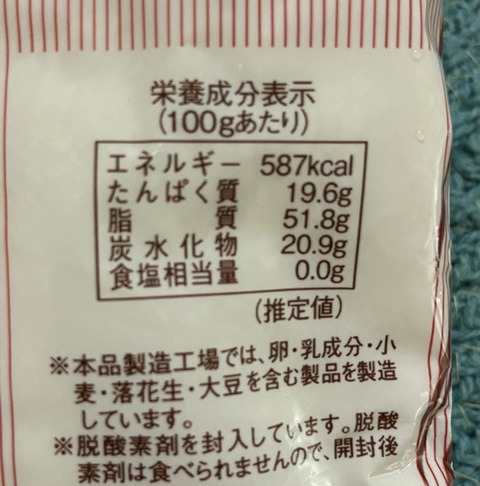 栄養成分表示
(100gあたり)
エネルギー 587kcal
たんぱく質 19.6g
脂質 51.8g
炭水化物 20.9g
食塩相当量 0.0g
(推定値)
※本品製造工場では、卵・乳成分・小
麦・落花生・大豆を含む製品を製造
しています。
※脱酸素剤を封入しています。脱酸
素剤は食べられませんので、開封後